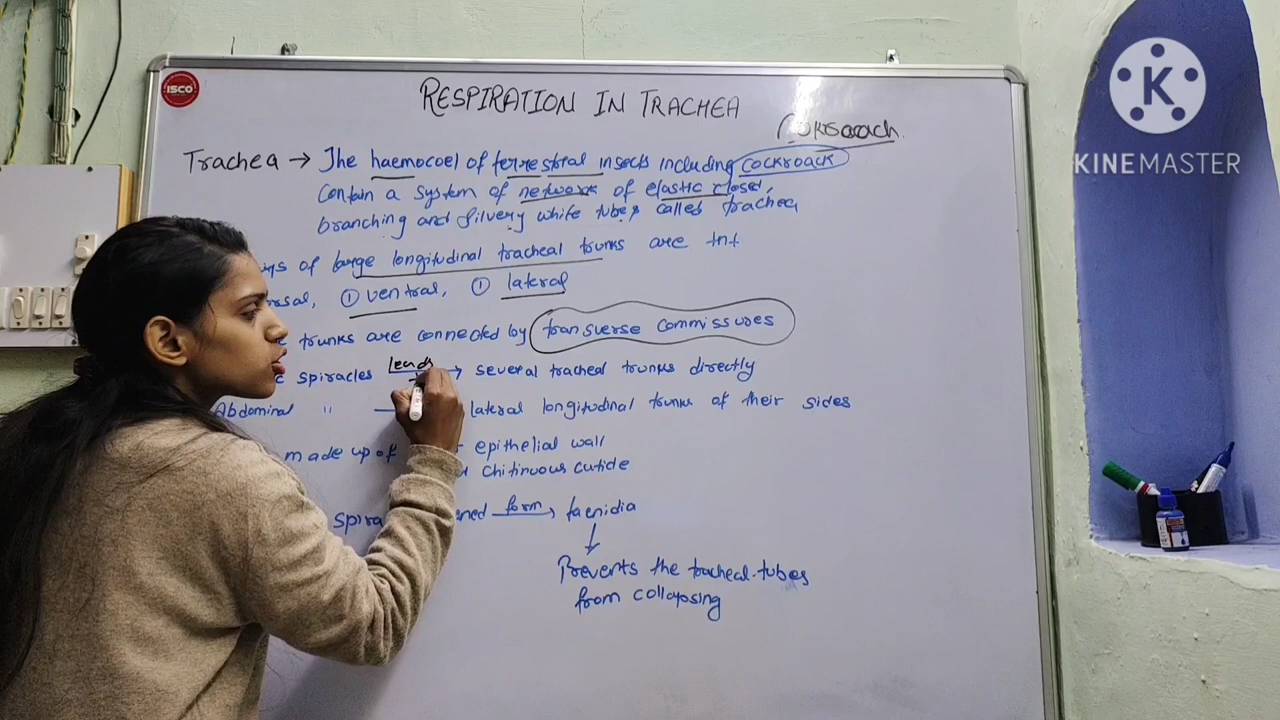 ISCO
RESPIRATION IN TRACHEA
Trachea → The haemocoel of terrestrial insects including cockroack
Contain a system of network of elastic closed,
branching and silvery white tubes called trachea
of large longitudinal tracheal trunks are
① ventral, ① lateral
trunks are connected by transverse commissures
spiracles leads → several tracheal trunks directly
Abdominal " lateral longitudinal trunks of their sides
made up of epithelial wall
chitinous cuticle
form → taenidia
↓
Prevents the tracheal tubes
from collapsing
K
KINEMASTER